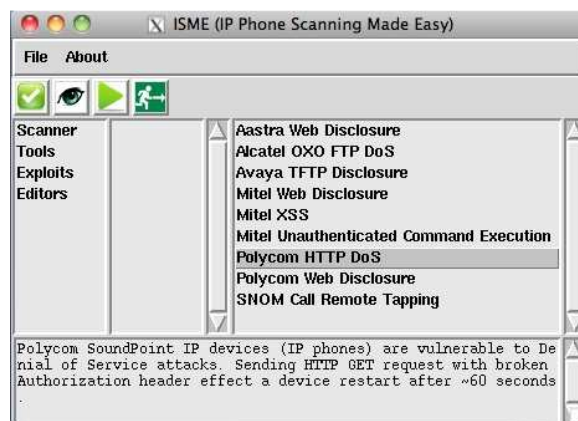 X ISME (IP Phone Scanning Made Easy)
File About
Scanner
Tools
Exploits
Editors
Aastra Web Disclosure
Alcatel OXO FTP DoS
Avaya TFTP Disclosure
Mitel Web Disclosure
Mitel XSS
Mitel Unauthenticated Command Execution
Polycom HTTP DoS
Polycom Web Disclosure
SNOM Call Remote Tapping
Polycom SoundPoint IP devices (IP phones) are vulnerable to De
nial of Service attacks. Sending HTTP GET request with broken
Authorization header effect a device restart after ~60 seconds
.